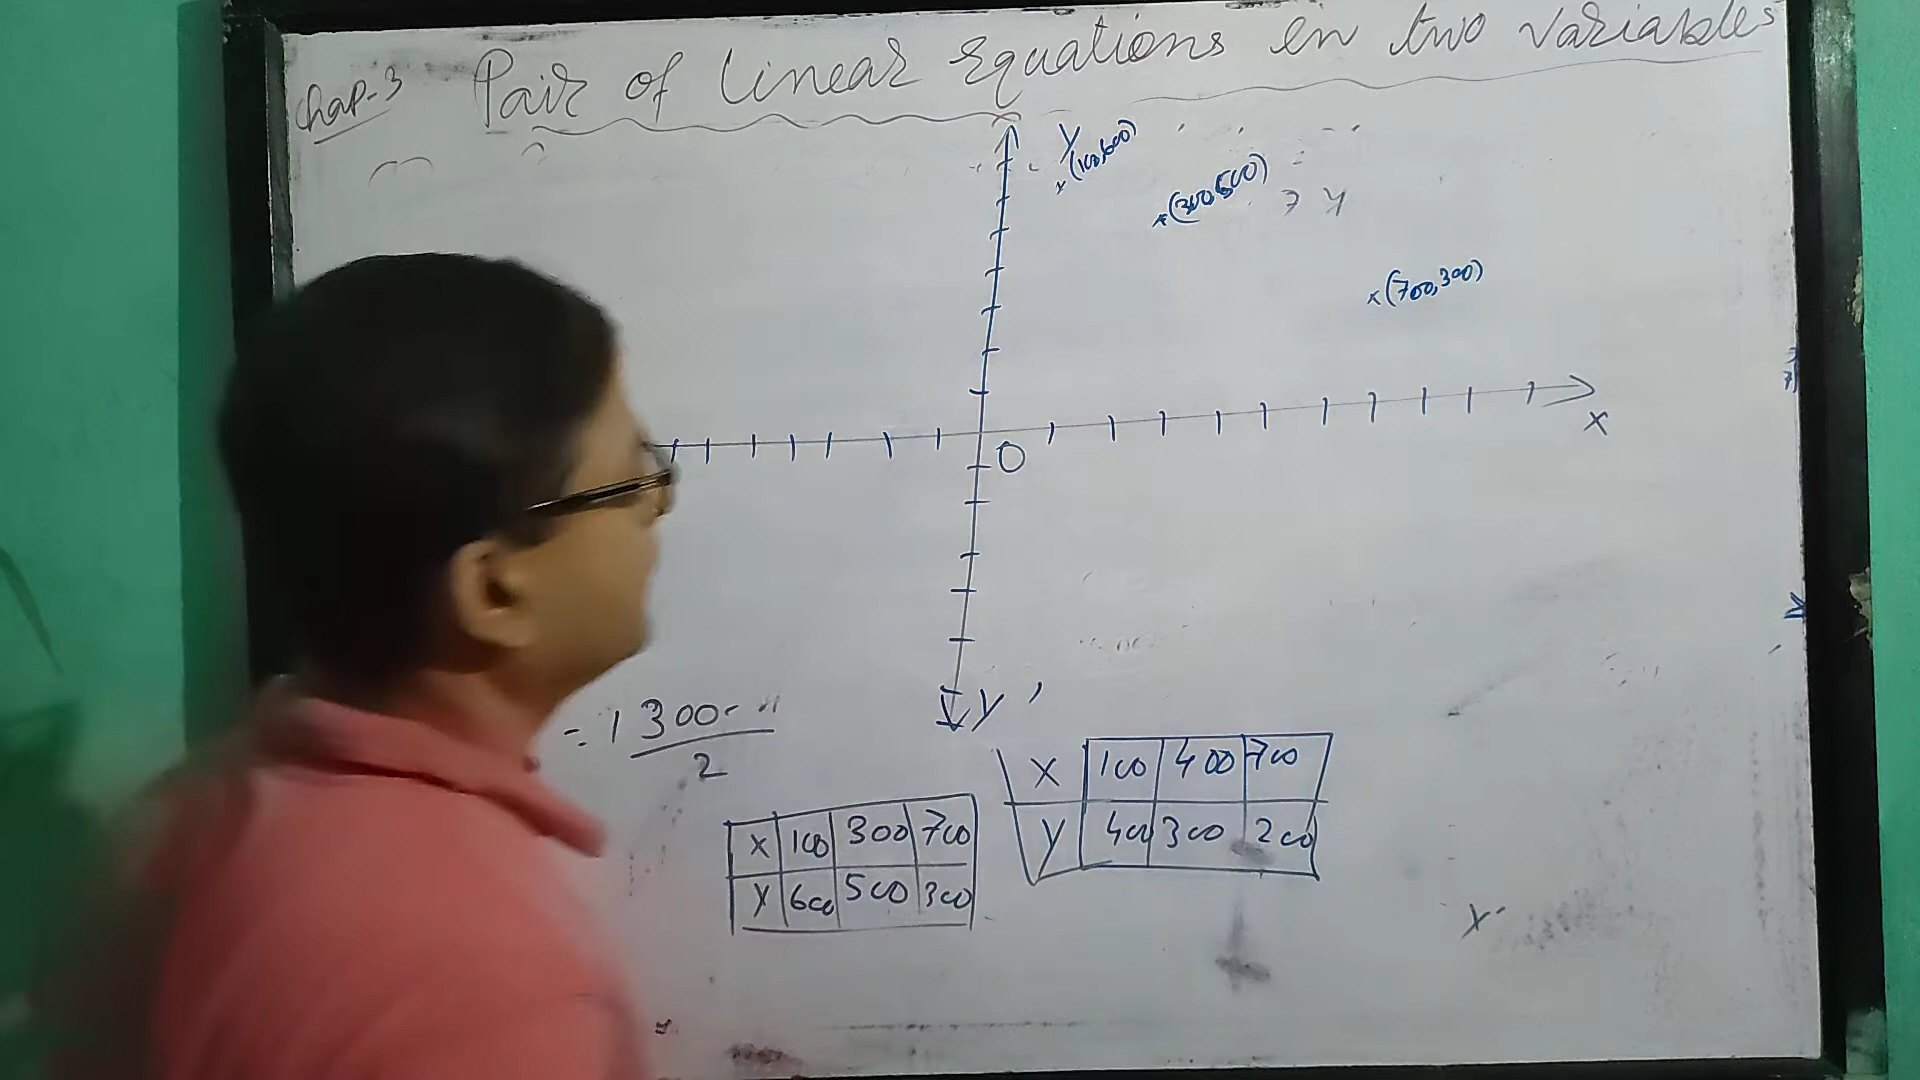 Chap-3 Pair of linear Equations in two variables
Y
(100,600)
(300,500)
(700,300)
X
O
Y'
= 1300-
2
X 100 300 700
Y 600 500 300
X 100 400 700
Y 400 300 200